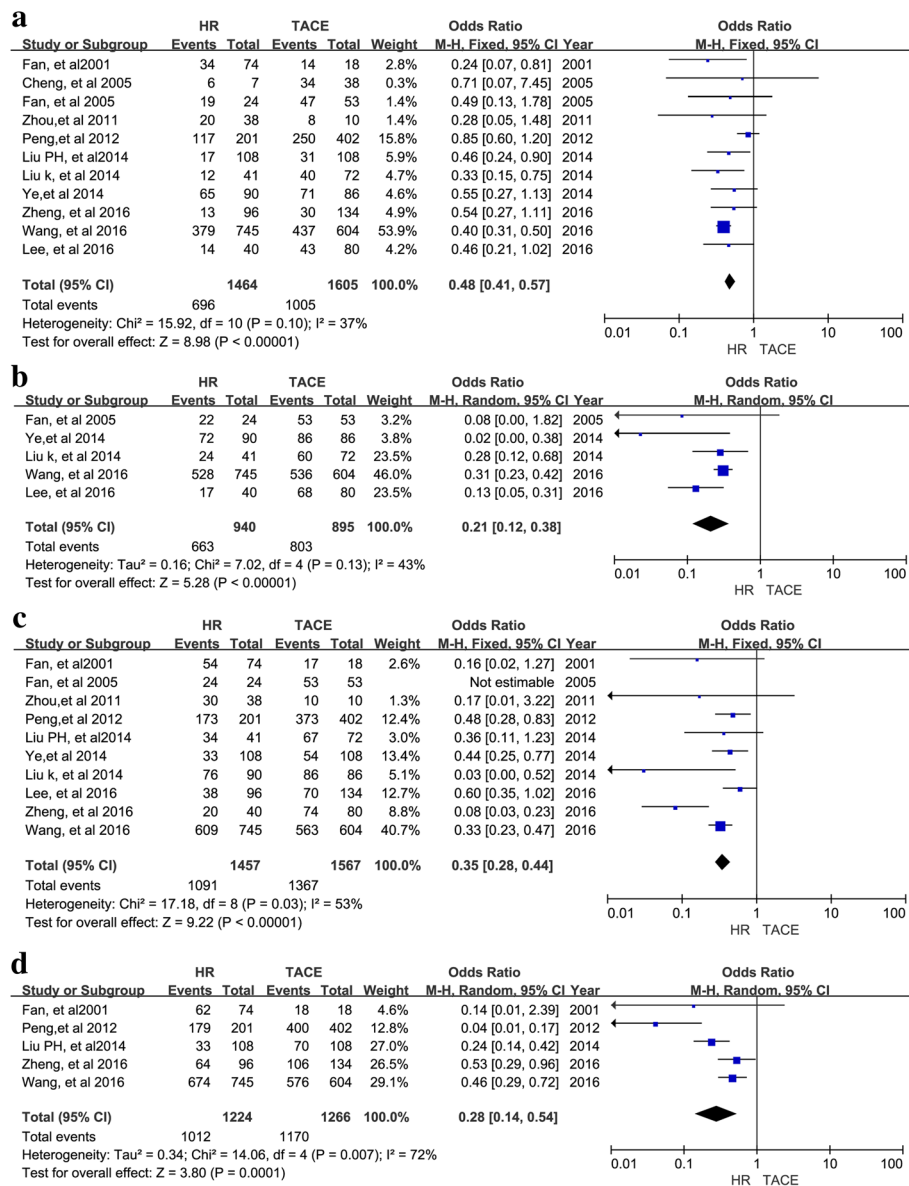 a
HR TACE Odds Ratio Odds Ratio
Study or Subgroup Events Total Events Total Weight M-H, Fixed, 95% CI Year M-H, Fixed, 95% CI
Fan, et al2001 34 74 14 18 2.8% 0.24 [0.07, 0.81] 2001
Cheng, et al 2005 6 7 34 38 0.3% 0.71 [0.07, 7.45] 2005
Fan, et al 2005 19 24 47 53 1.4% 0.49 [0.13, 1.78] 2005
Zhou,et al 2011 20 38 8 10 1.4% 0.28 [0.05, 1.48] 2011
Peng,et al 2012 117 201 250 402 15.8% 0.85 [0.60, 1.20] 2012
Liu PH, et al2014 17 108 31 108 5.9% 0.46 [0.24, 0.90] 2014
Liu k, et al 2014 12 41 40 72 4.7% 0.33 [0.15, 0.75] 2014
Ye,et al 2014 65 90 71 86 4.6% 0.55 [0.27, 1.13] 2014
Zheng, et al 2016 13 96 30 134 4.9% 0.54 [0.27, 1.11] 2016
Wang, et al 2016 379 745 437 604 53.9% 0.40 [0.31, 0.50] 2016
Lee, et al 2016 14 40 43 80 4.2% 0.46 [0.21, 1.02] 2016
Total (95% CI) 1464 1605 100.0% 0.48 [0.41, 0.57]
Total events 696 1005
Heterogeneity: Chi² = 15.92, df = 10 (P = 0.10); I² = 37%
Test for overall effect: Z = 8.98 (P < 0.00001)
0.01 0.1 1 10 100
HR TACE
b
HR TACE Odds Ratio Odds Ratio
Study or Subgroup Events Total Events Total Weight M-H, Random, 95% CI Year M-H, Random, 95% CI
Fan, et al 2005 22 24 53 53 3.2% 0.08 [0.00, 1.82] 2005
Ye,et al 2014 72 90 86 86 3.8% 0.02 [0.00, 0.38] 2014
Liu k, et al 2014 24 41 60 72 23.5% 0.28 [0.12, 0.68] 2014
Wang, et al 2016 528 745 536 604 46.0% 0.31 [0.23, 0.42] 2016
Lee, et al 2016 17 40 68 80 23.5% 0.13 [0.05, 0.31] 2016
Total (95% CI) 940 895 100.0% 0.21 [0.12, 0.38]
Total events 663 803
Heterogeneity: Tau² = 0.16; Chi² = 7.02, df = 4 (P = 0.13); I² = 43%
Test for overall effect: Z = 5.28 (P < 0.00001)
0.01 0.1 1 10 100
HR TACE
c
HR TACE Odds Ratio Odds Ratio
Study or Subgroup Events Total Events Total Weight M-H, Fixed, 95% CI Year M-H, Fixed, 95% CI
Fan, et al2001 54 74 17 18 2.6% 0.16 [0.02, 1.27] 2001
Fan, et al 2005 24 24 53 53 Not estimable 2005
Zhou,et al 2011 30 38 10 10 1.3% 0.17 [0.01, 3.22] 2011
Peng,et al 2012 173 201 373 402 12.4% 0.48 [0.28, 0.83] 2012
Liu PH, et al2014 34 41 67 72 3.0% 0.36 [0.11, 1.23] 2014
Ye,et al 2014 33 108 54 108 13.4% 0.44 [0.25, 0.77] 2014
Liu k, et al 2014 76 90 86 86 5.1% 0.03 [0.00, 0.52] 2014
Lee, et al 2016 38 96 70 134 12.7% 0.60 [0.35, 1.02] 2016
Zheng, et al 2016 20 40 74 80 8.8% 0.08 [0.03, 0.23] 2016
Wang, et al 2016 609 745 563 604 40.7% 0.33 [0.23, 0.47] 2016
Total (95% CI) 1457 1567 100.0% 0.35 [0.28, 0.44]
Total events 1091 1367
Heterogeneity: Chi² = 17.18, df = 8 (P = 0.03); I² = 53%
Test for overall effect: Z = 9.22 (P < 0.00001)
0.01 0.1 1 10 100
HR TACE
d
HR TACE Odds Ratio Odds Ratio
Study or Subgroup Events Total Events Total Weight M-H, Random, 95% CI Year M-H, Random, 95% CI
Fan, et al2001 62 74 18 18 4.6% 0.14 [0.01, 2.39] 2001
Peng,et al 2012 179 201 400 402 12.8% 0.04 [0.01, 0.17] 2012
Liu PH, et al2014 33 108 70 108 27.0% 0.24 [0.14, 0.42] 2014
Zheng, et al 2016 64 96 106 134 26.5% 0.53 [0.29, 0.96] 2016
Wang, et al 2016 674 745 576 604 29.1% 0.46 [0.29, 0.72] 2016
Total (95% CI) 1224 1266 100.0% 0.28 [0.14, 0.54]
Total events 1012 1170
Heterogeneity: Tau² = 0.34; Chi² = 14.06, df = 4 (P = 0.007); I² = 72%
Test for overall effect: Z = 3.80 (P = 0.0001)
0.01 0.1 1 10 100
HR TACE